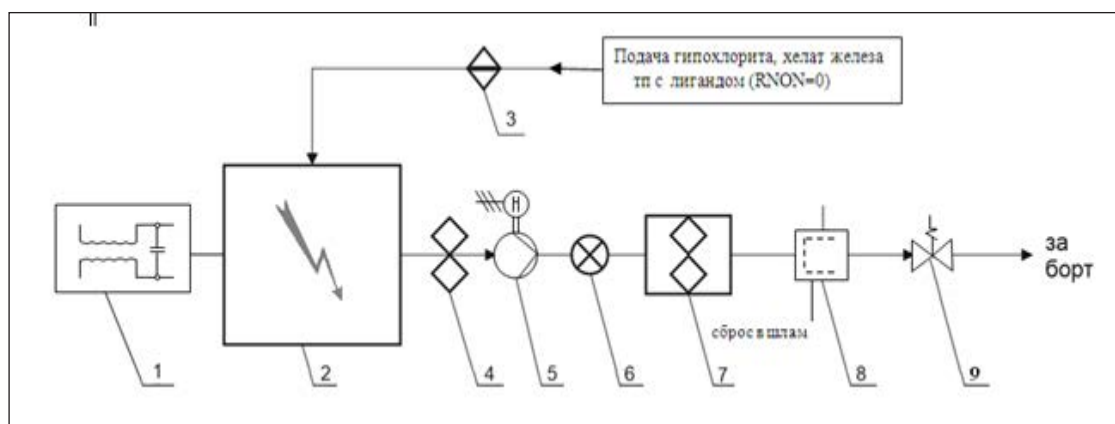 Подача гипохлорита, хелат железа
тп с лигандом (RNON=0)
3
H
за
борт
сброс в шлам
1
2
4
5
6
7
8
9